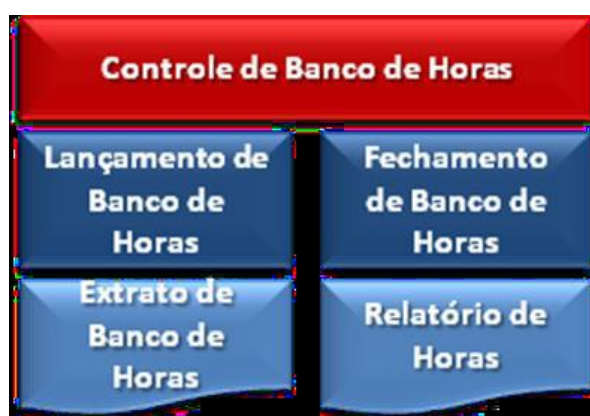 Controle de Banco de Horas
Lançamento de
Banco de
Horas
Fechamento
de Banco de
Horas
Extrato de
Banco de
Horas
Relatório de
Horas